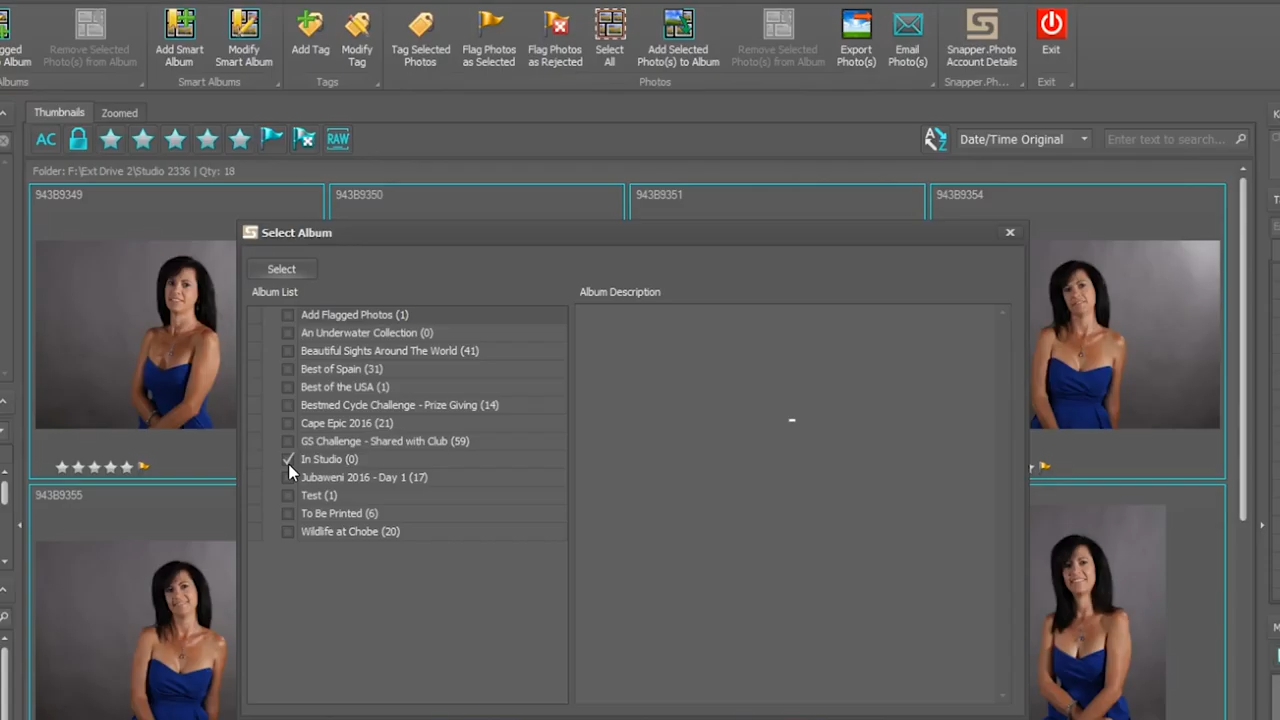 Add Smart Album
Modify Smart Album
Add Tag
Modify Tag
Tag Selected Photos
Flag Photos as Selected
Flag Photos as Rejected
Select All
Add Selected Photo(s) to Album
Remove Selected Photo(s) from Album
Export Photo(s)
Email Photo(s)
Snapper.Photo Account Details
Exit
Remove Selected Photo(s) from Album
Smart Albums
Tags
Photos
Snapper.Ph...
Exit
Thumbnails
Zoomed
AC
RAW
A
Z
Date/Time Original
Enter text to search...
Folder: F:\Ext Drive 2\Studio 2336 | Qty: 18
943B9349
943B9350
943B9351
943B9354
Select Album
Select
Album List
Album Description
Add Flagged Photos (1)
An Underwater Collection (0)
Beautiful Sights Around The World (41)
Best of Spain (31)
Best of the USA (1)
Bestmed Cycle Challenge - Prize Giving (14)
Cape Epic 2016 (21)
GS Challenge - Shared with Club (59)
In Studio (0)
Jubaweni 2016 - Day 1 (17)
Test (1)
To Be Printed (6)
Wildlife at Chobe (20)
-
943B9355